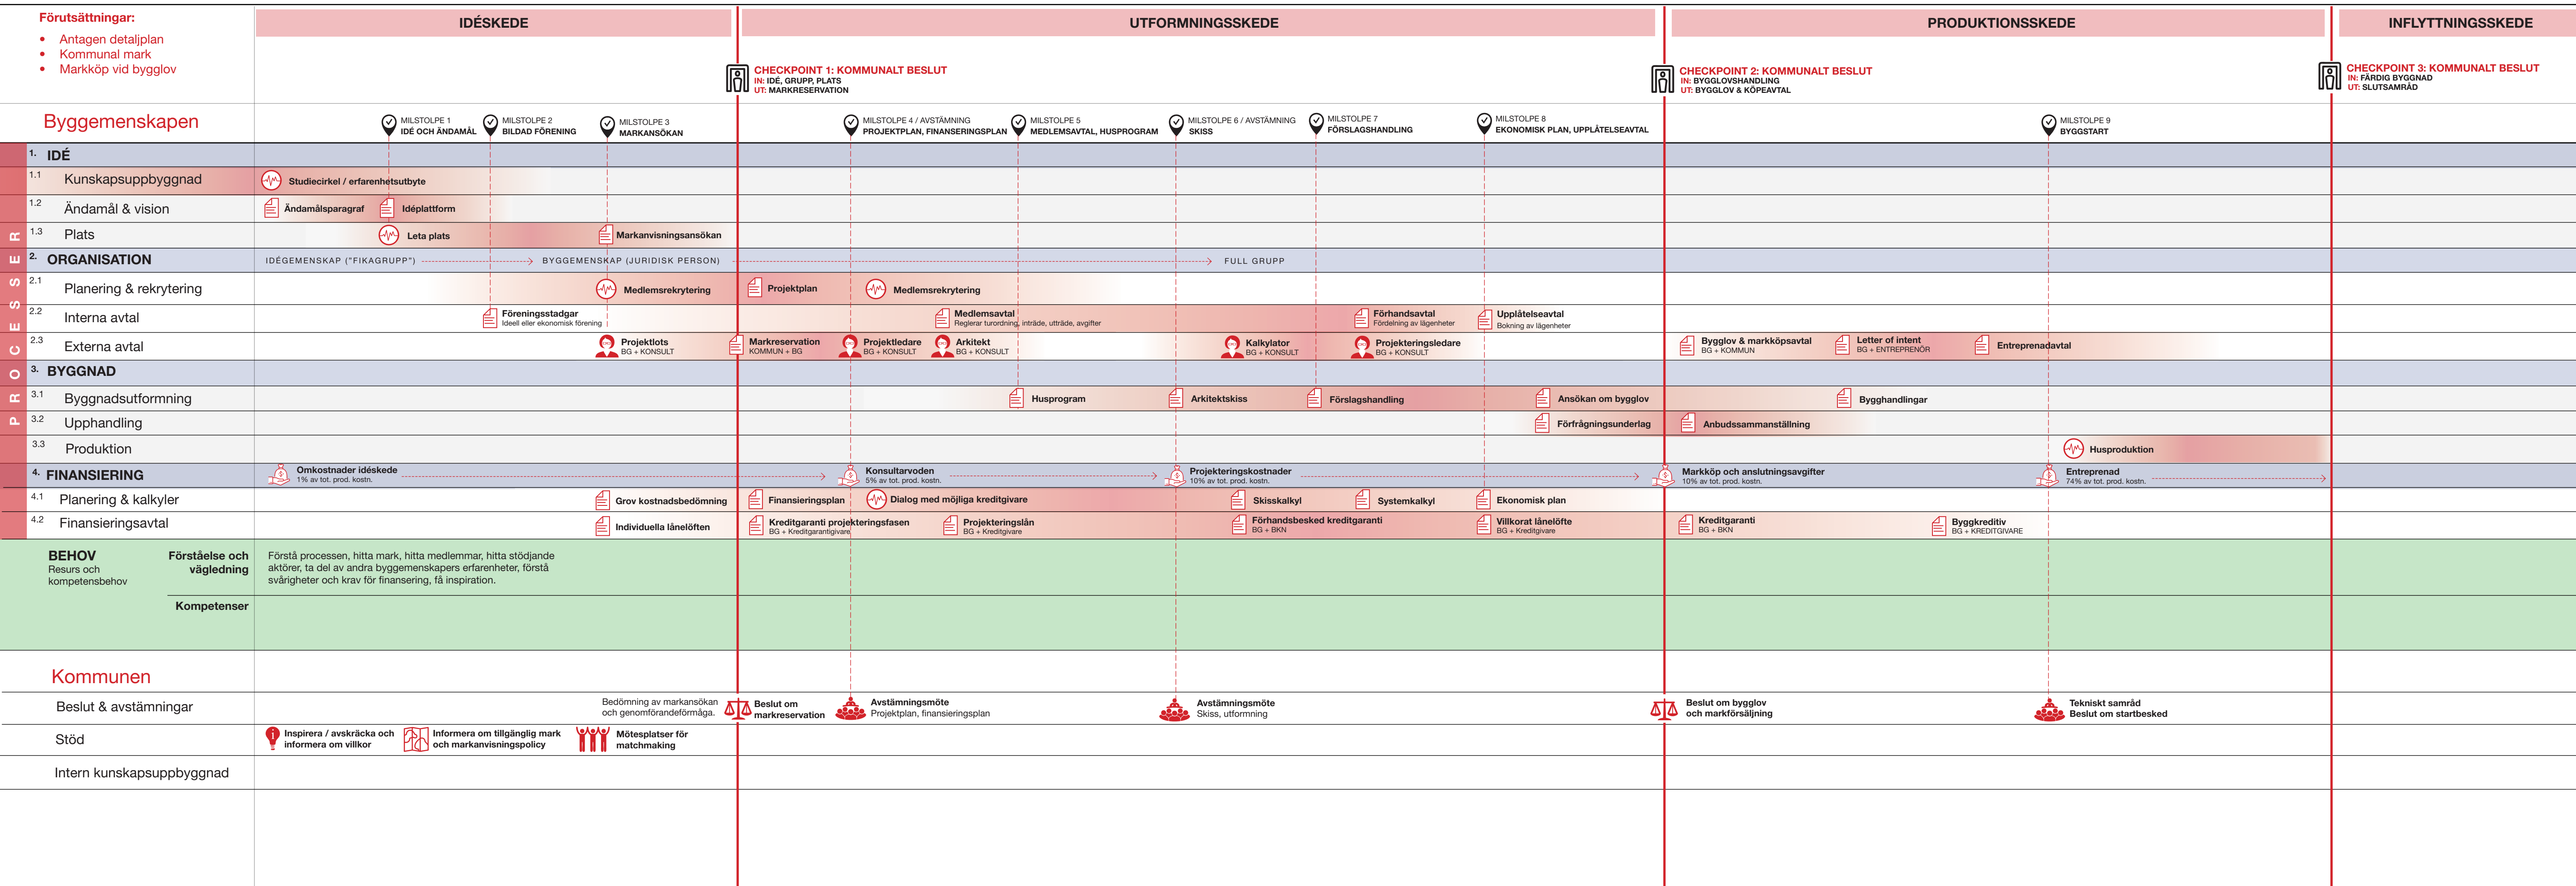 Förutsättningar:
• Antagen detaljplan
• Kommunal mark
• Markköp vid bygglov
IDÉSKEDE
UTFORMNINGSSKEDE
PRODUKTIONSSKEDE
INFLYTTNINGSSKEDE
CHECKPOINT 1: KOMMUNALT BESLUT
IN: IDÉ, GRUPP, PLATS
UT: MARKRESERVATION
CHECKPOINT 2: KOMMUNALT BESLUT
IN: BYGGLOVSHANDLING
UT: BYGGLOV & KÖPEAVTAL
CHECKPOINT 3: KOMMUNALT BESLUT
IN: FÄRDIG BYGGNAD
UT: SLUTSAMRÅD
Byggemenskapen
MILSTOLPE 1
IDÉ OCH ÄNDAMÅL
MILSTOLPE 2
BILDAD FÖRENING
MILSTOLPE 3
MARKANSÖKAN
MILSTOLPE 4 / AVSTÄMNING
PROJEKTPLAN, FINANSIERINGSPLAN
MILSTOLPE 5
MEDLEMSAVTAL, HUSPROGRAM
MILSTOLPE 6 / AVSTÄMNING
SKISS
MILSTOLPE 7
FÖRSLAGSHANDLING
MILSTOLPE 8
EKONOMISK PLAN, UPPLÅTELSEAVTAL
MILSTOLPE 9
BYGGSTART
PROCESSER
1. IDÉ
1.1 Kunskapsuppbyggnad
Studiecirkel / erfarenhetsutbyte
1.2 Ändamål & vision
Ändamålsparagraf
Idéplattform
1.3 Plats
Leta plats
Markanvisningsansökan
2. ORGANISATION
IDÉGEMENSKAP ("FIKAGRUPP")
BYGGEMENSKAP (JURIDISK PERSON)
FULL GRUPP
2.1 Planering & rekrytering
Medlemsrekrytering
Projektplan
Medlemsrekrytering
2.2 Interna avtal
Föreningsstadgar
Ideell eller ekonomisk förening
Medlemsavtal
Reglerar turordning, inträde, utträde, avgifter
Förhandsavtal
Fördelning av lägenheter
Upplåtelseavtal
Bokning av lägenheter
2.3 Externa avtal
Projektlots
BG + KONSULT
Markreservation
KOMMUN + BG
Projektledare
BG + KONSULT
Arkitekt
BG + KONSULT
Kalkylator
BG + KONSULT
Projekteringsledare
BG + KONSULT
Bygglov & markköpsavtal
BG + KOMMUN
Letter of intent
BG + ENTREPRENÖR
Entreprenadavtal
3. BYGGNAD
3.1 Byggnadsutformning
Husprogram
Arkitektskiss
Förslagshandling
Ansökan om bygglov
Bygghandlingar
3.2 Upphandling
Förfrågningsunderlag
Anbudssammanställning
3.3 Produktion
Husproduktion
4. FINANSIERING
Omkostnader idéskede
1% av tot. prod. kostn.
Konsultarvoden
5% av tot. prod. kostn.
Projekteringskostnader
10% av tot. prod. kostn.
Markköp och anslutningsavgifter
10% av tot. prod. kostn.
Entreprenad
74% av tot. prod. kostn.
4.1 Planering & kalkyler
Grov kostnadsbedömning
Finansieringsplan
Dialog med möjliga kreditgivare
Skisskalkyl
Systemkalkyl
Ekonomisk plan
4.2 Finansieringsavtal
Individuella lånelöften
Kreditgaranti projekteringsfasen
BG + Kreditgarantigivare
Projekteringslån
BG + Kreditgivare
Förhandsbesked kreditgaranti
BG + BKN
Villkorat lånelöfte
BG + Kreditgivare
Kreditgaranti
BG + BKN
Byggkreditiv
BG + KREDITGIVARE
BEHOV
Resurs och
kompetensbehov
Förståelse och
vägledning
Förstå processen, hitta mark, hitta medlemmar, hitta stödjande
aktörer, ta del av andra byggemenskapers erfarenheter, förstå
svårigheter och krav för finansering, få inspiration.
Kompetenser
Kommunen
Beslut & avstämningar
Bedömning av markansökan
och genomförandeförmåga.
Beslut om
markreservation
Avstämningsmöte
Projektplan, finansieringsplan
Avstämningsmöte
Skiss, utformning
Beslut om bygglov
och markförsäljning
Tekniskt samråd
Beslut om startbesked
Stöd
Inspirera / avskräcka och
informera om villkor
Informera om tillgänglig mark
och markanvisningspolicy
Mötesplatser för
matchmaking
Intern kunskapsuppbyggnad